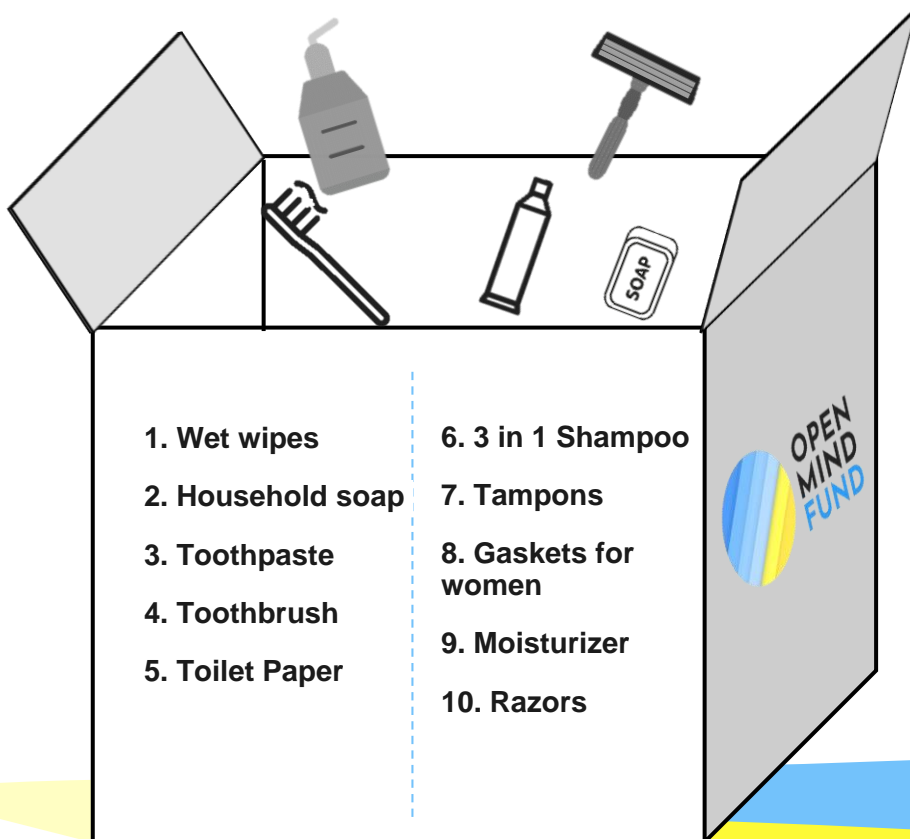 SOAP
1. Wet wipes
2. Household soap
3. Toothpaste
4. Toothbrush
5. Toilet Paper
6. 3 in 1 Shampoo
7. Tampons
8. Gaskets for
women
9. Moisturizer
10. Razors
OPEN
MIND
FUND